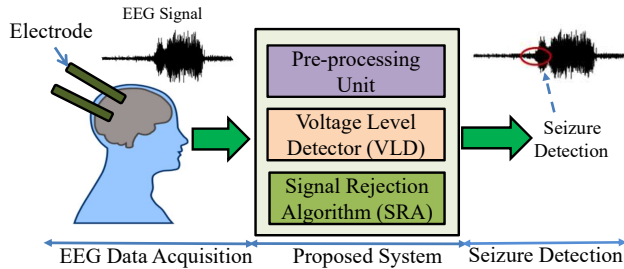 EEG Signal
Electrode
Pre-processing
Unit
Voltage Level
Detector (VLD)
Signal Rejection
Algorithm (SRA)
Seizure
Detection
EEG Data Acquisition
Proposed System
Seizure Detection